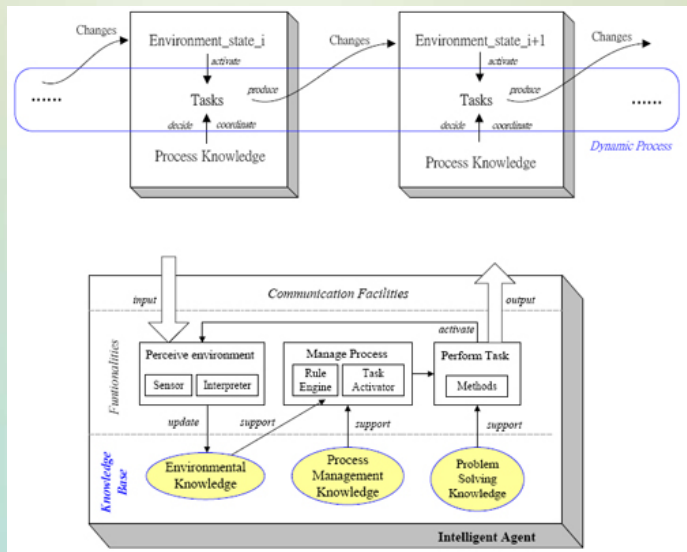 Changes
Environment_state_i
Changes
Environment_state_i+1
Changes
activate
activate
......
Tasks
produce
Tasks
produce
......
decide
coordinate
decide
coordinate
Process Knowledge
Process Knowledge
Dynamic Process
input
Communication Facilities
output
activate
Funtionalities
Perceive environment
Manage Process
Perform Task
Sensor
Interpreter
Rule
Engine
Task
Activator
Methods
update
support
support
support
Knowledge
Base
Environmental
Knowledge
Process
Management
Knowledge
Problem
Solving
Knowledge
Intelligent Agent